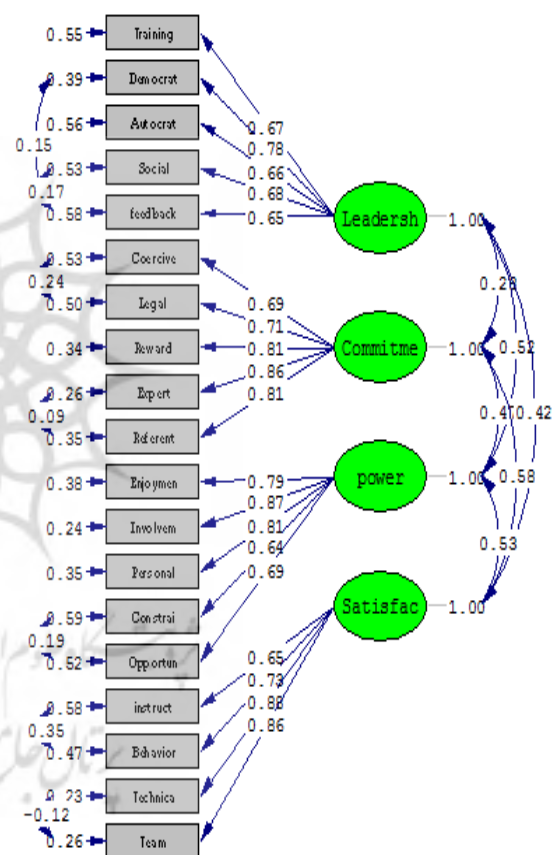 0.55 Training
0.39 Democrat 0.67
0.56 Autocrat 0.78
0.15 0.66
0.53 Social 0.68
0.17
0.58 feedback 0.65 Leadersh 1.00
0.53 Coercive
0.24 0.69
0.50 Legal 0.71
0.34 Reward 0.81 Commitme 1.00 0.52
0.26 Expert 0.86
0.09 0.81 0.42
0.35 Referent
0.38 Enjoymen 0.79 power 1.00 0.58
0.24 Involvem 0.87
0.35 Personal 0.81
0.64 0.53
0.59 Constrai 0.69
0.19 Satisfac 1.00
0.52 Opportun 0.65
0.58 instruct 0.73
0.35
0.47 Behavior 0.86
0.23 Technica
-0.12
0.26 Team